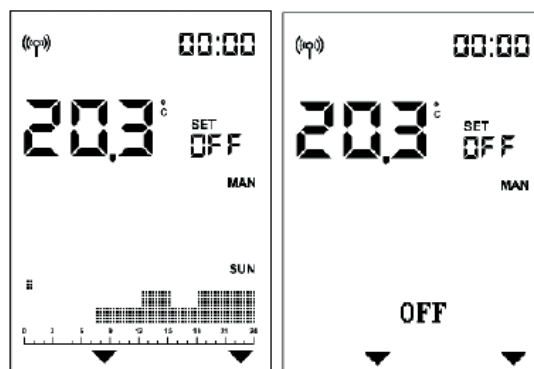 00:00
20.3 °C
SET
OFF
MAN
SUN
0 3 6 9 12 15 18 21 24
00:00
20.3 °C
SET
OFF
MAN
OFF